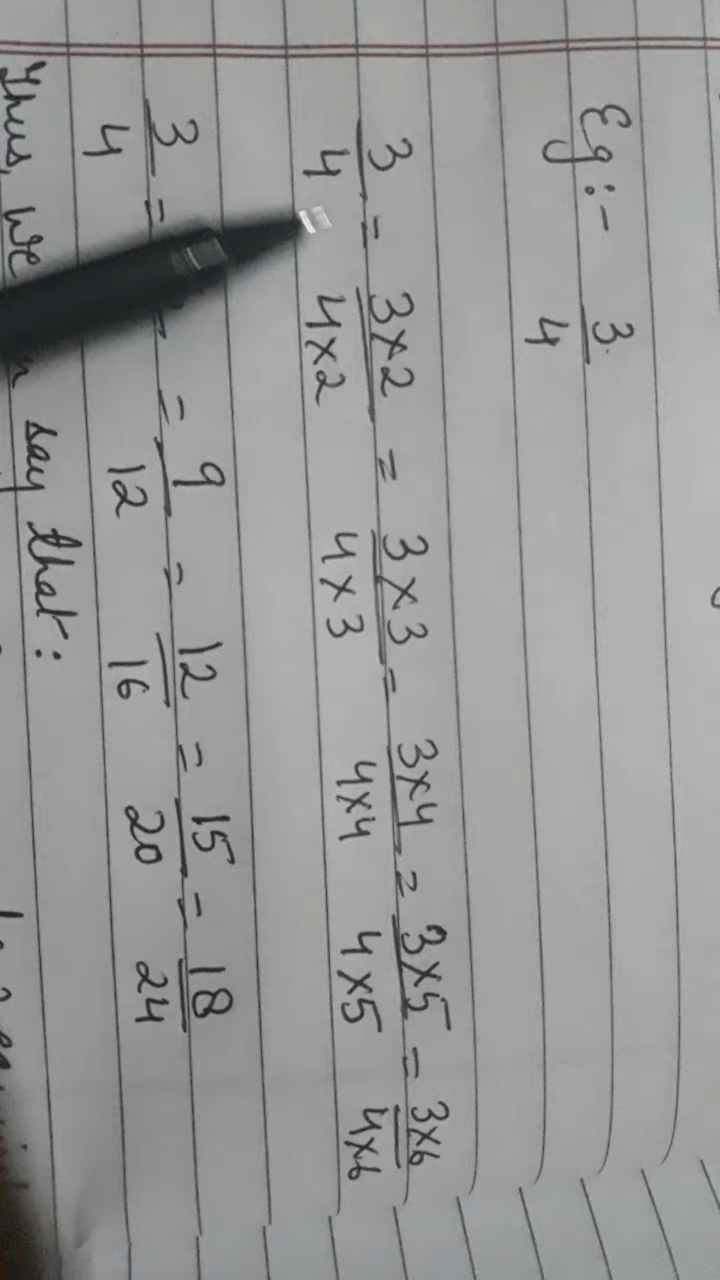 Eg :- 3/4
3/4 = 3×2/4×2 = 3×3/4×3 = 3×4/4×4 = 3×5/4×5 = 3×6/4×6
3/4 = = 9/12 = 12/16 = 15/20 = 18/24
Thus, we say that: